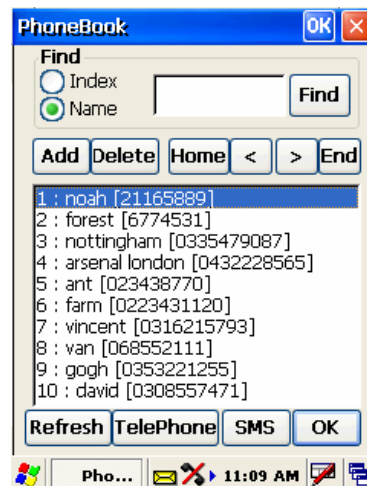 PhoneBook OK
Find
Index
Name Find
Add Delete Home < > End
1 : noah [21165889]
2 : forest [6774531]
3 : nottingham [0335479087]
4 : arsenal london [0432228565]
5 : ant [023438770]
6 : farm [0223431120]
7 : vincent [0316215793]
8 : van [068552111]
9 : gogh [0353221255]
10 : david [0308557471]
Refresh TelePhone SMS OK
Pho... 11:09 AM